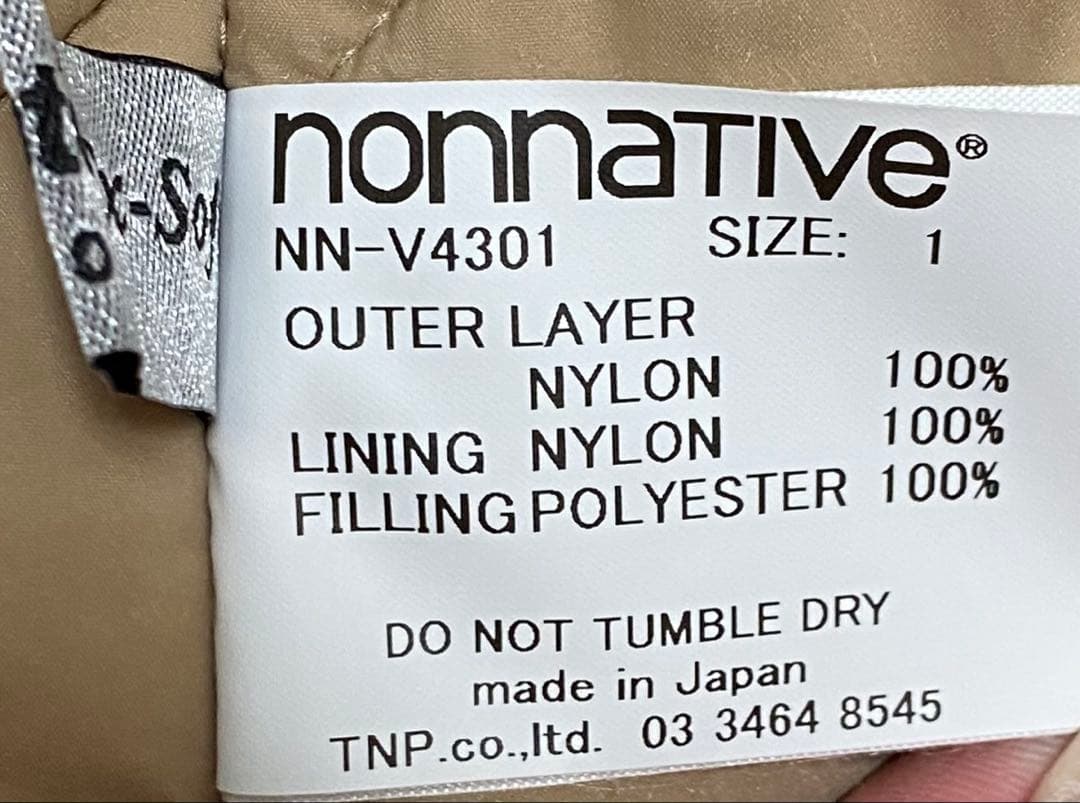 nonnative®
NN-V4301 SIZE: 1
OUTER LAYER
NYLON 100%
LINING NYLON 100%
FILLING POLYESTER 100%
DO NOT TUMBLE DRY
made in Japan
TNP.co.,ltd. 03 3464 8545